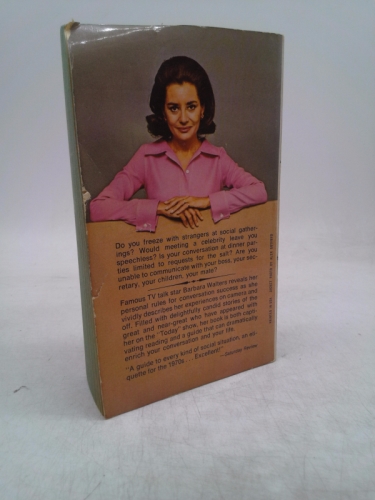 Do you freeze with strangers at social gather-
ings? Would meeting a celebrity leave you
speechless? Is your conversation at dinner par-
ties limited to requests for the salt? Are you
unable to communicate with your boss, your sec-
retary, your children, your mate?
Famous TV talk star Barbara Walters reveals her
personal rules for conversation success as she
vividly describes her experiences on camera and
off. Filled with delightfully candid stories of the
great and near-great who have appeared with
her on the "Today" show, her book is both capti-
vating reading and a guide that can dramatically
enrich your conversation and your life.
"A guide to every kind of social situation, an eti-
quette for the 1970s . . . Excellent!"
—Saturday Review